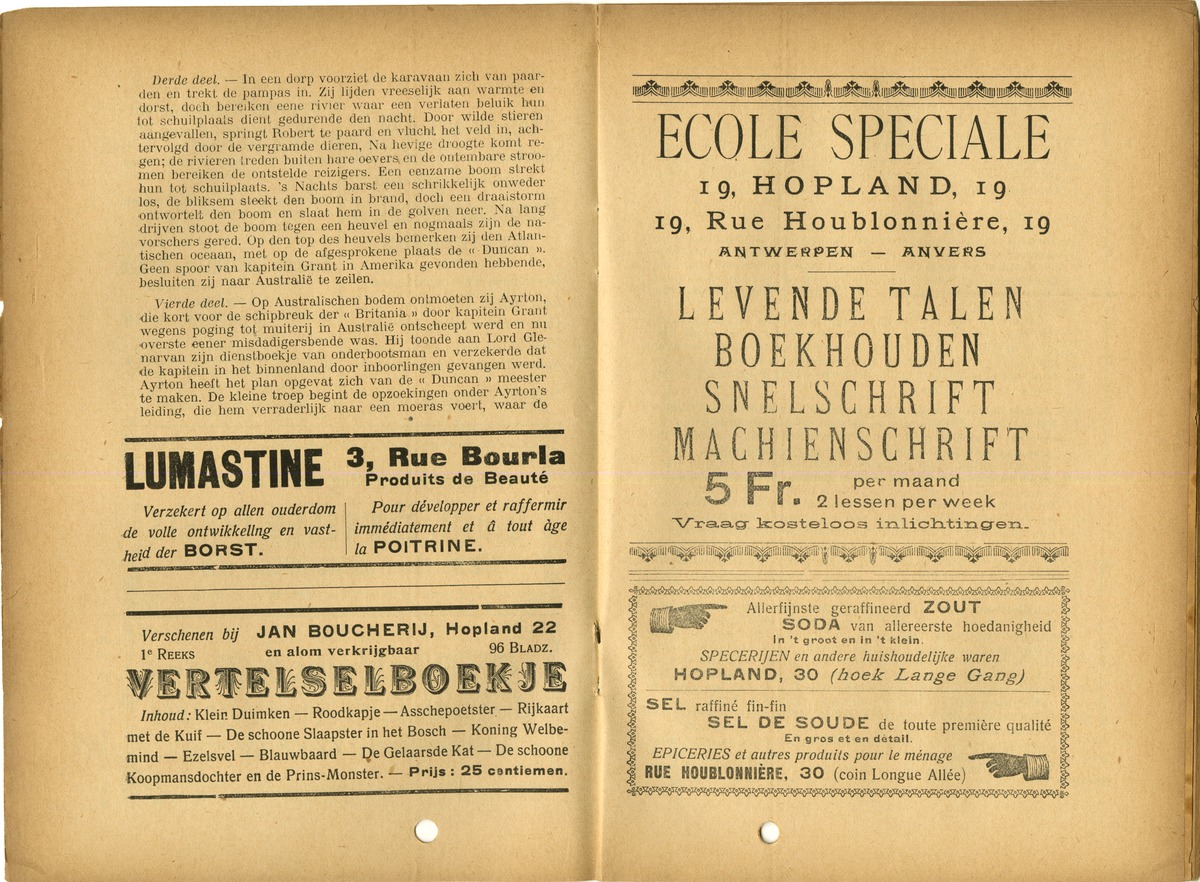 Derde deel. — In een dorp voorziet de karavaan zich van paar-
den en trekt de pampas in. Zij lijden vreeselijk aan warmte en
dorst, doch bereiken eene rivier waar een verlaten beluik hun
tot schuilplaats dient gedurende den nacht. Door wilde stieren
aangevallen, springt Robert te paard en vlucht het veld in, ach-
tervolgd door de vergramde dieren, Na hevige droogte komt re-
gen; de rivieren treden buiten hare oevers, en de ontembare stroo-
men bereiken de ontstelde reizigers. Een eenzame boom strekt
hun tot schuilplaats. 's Nachts barst een schrikkelijk onweder
los, de bliksem steekt den boom in brand, doch een draaistorm
ontwortelt den boom en slaat hem in de golven neer. Na lang
drijven stoot de boom tegen een heuvel en nogmaals zijn de na-
vorschers gered. Op den top des heuvels bemerken zij den Atlan-
tischen oceaan, met op de afgesprokene plaats de « Duncan ».
Geen spoor van kapitein Grant in Amerika gevonden hebbende,
besluiten zij naar Australië te zeilen.
Vierde deel. — Op Australischen bodem ontmoeten zij Ayrton,
die kort voor de schipbreuk der « Britania » door kapitein Grant
wegens poging tot muiterij in Australië ontscheept werd en nu
overste eener misdadigersbende was. Hij toonde aan Lord Gle-
narvan zijn dienstboekje van onderbootsman en verzekerde dat
de kapitein in het binnenland door inboorlingen gevangen werd.
Ayrton heeft het plan opgevat zich van de « Duncan » meester
te maken. De kleine troep begint de opzoekingen onder Ayrton's
leiding, die hem verraderlijk naar een moeras voert, waar de
LUMASTINE 3, Rue Bourla
Produits de Beauté
Verzekert op allen ouderdom
de volle ontwikkellng en vast-
heid der BORST.
Pour développer et raffermir
immédiatement et â tout àge
la POITRINE.
Verschenen bij JAN BOUCHERIJ, Hopland 22
1e REEKS en alom verkrijgbaar 96 BLADZ.
VERTELSELBOEKJE
Inhoud: Klein Duimken — Roodkapje — Asschepoetster — Rijkaart
met de Kuif — De schoone Slaapster in het Bosch — Koning Welbe-
mind — Ezelsvel — Blauwbaard — De Gelaarsde Kat — De schoone
Koopmansdochter en de Prins-Monster. — Prijs : 25 centiemen.
ECOLE SPECIALE
19, HOPLAND, 19
19, Rue Houblonnière, 19
ANTWERPEN — ANVERS
LEVENDE TALEN
BOEKHOUDEN
SNELSCHRIFT
MACHIENSCHRIFT
5 Fr. per maand
2 lessen per week
Vraag kosteloos inlichtingen.
Allerfijnste geraffineerd ZOUT
SODA van allereerste hoedanigheid
In 't groot en in 't klein.
SPECERIJEN en andere huishoudelijke waren
HOPLAND, 30 (hoek Lange Gang)
SEL raffiné fin-fin
SEL DE SOUDE de toute première qualité
En gros et en détail.
EPICERIES et autres produits pour le ménage
RUE HOUBLONNIÈRE, 30 (coin Longue Allée)